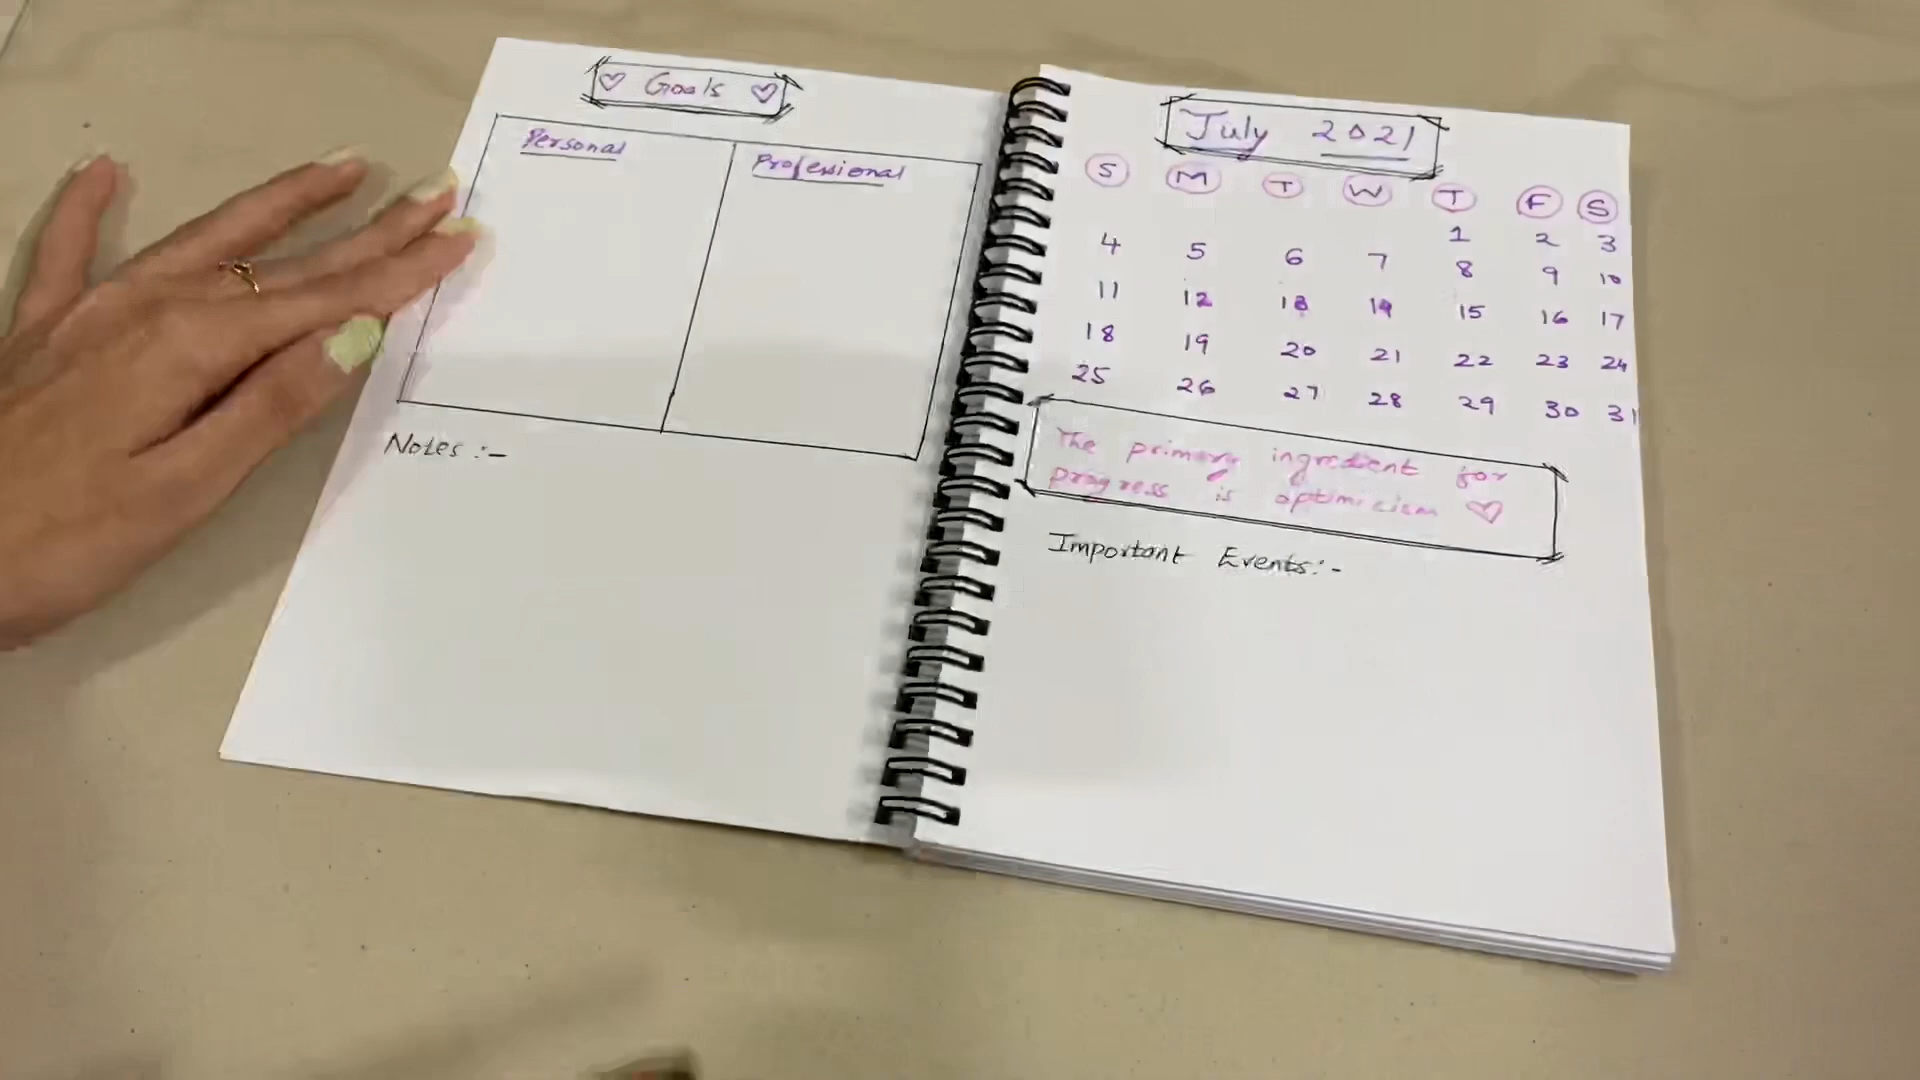 Goals
Personal
Professional
Notes :-
July 2021
S M T W T F S
1 2 3
4 5 6 7 8 9 10
11 12 13 14 15 16 17
18 19 20 21 22 23 24
25 26 27 28 29 30 31
The primary ingredient for
progress is optimicism
Important Events:-